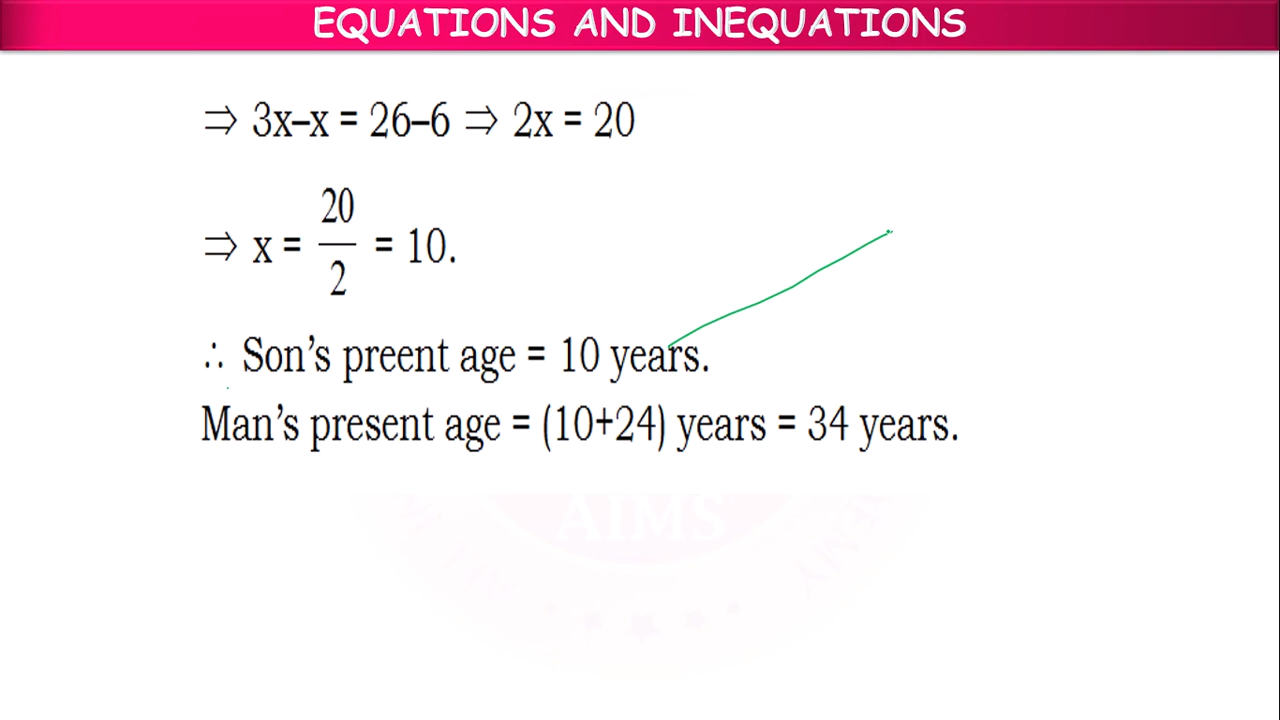 EQUATIONS AND INEQUATIONS
⇒ 3x–x = 26–6 ⇒ 2x = 20
⇒ x = 20/2 = 10.
∴ Son’s preent age = 10 years.
Man’s present age = (10+24) years = 34 years.
AIMS